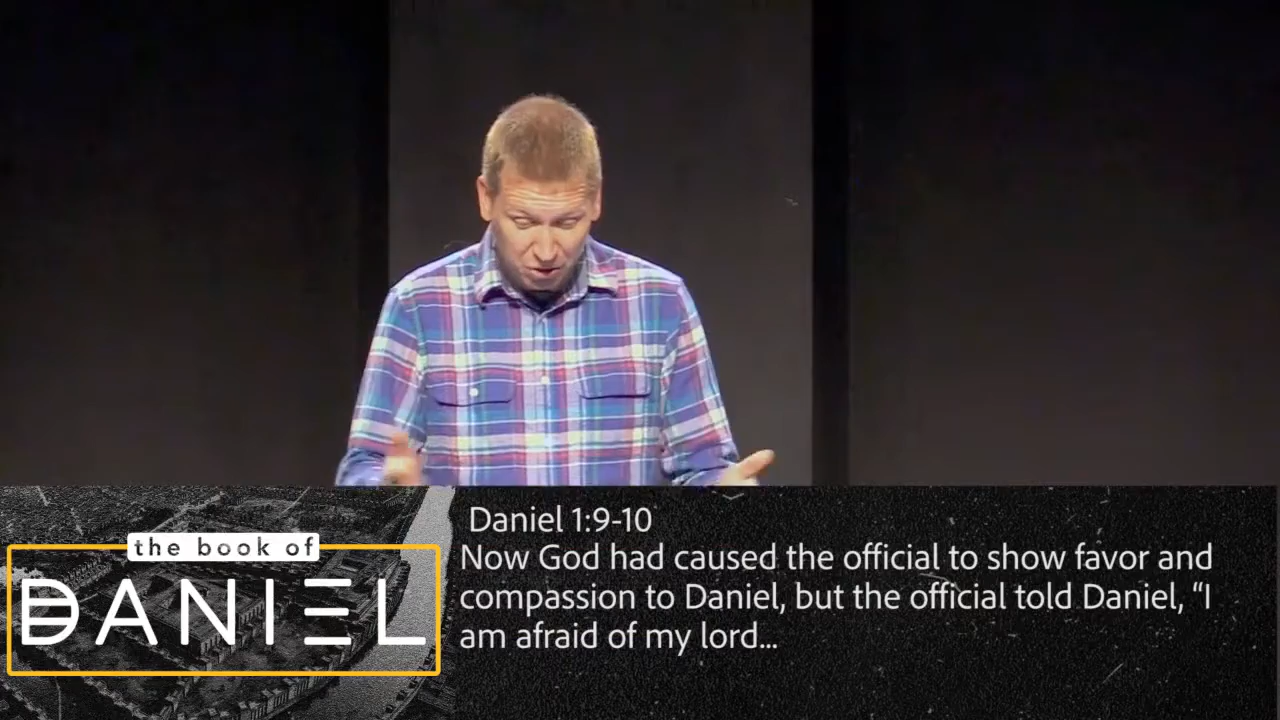 the book of
DANIEL
Daniel 1:9-10
Now God had caused the official to show favor and
compassion to Daniel, but the official told Daniel, “I
am afraid of my lord...